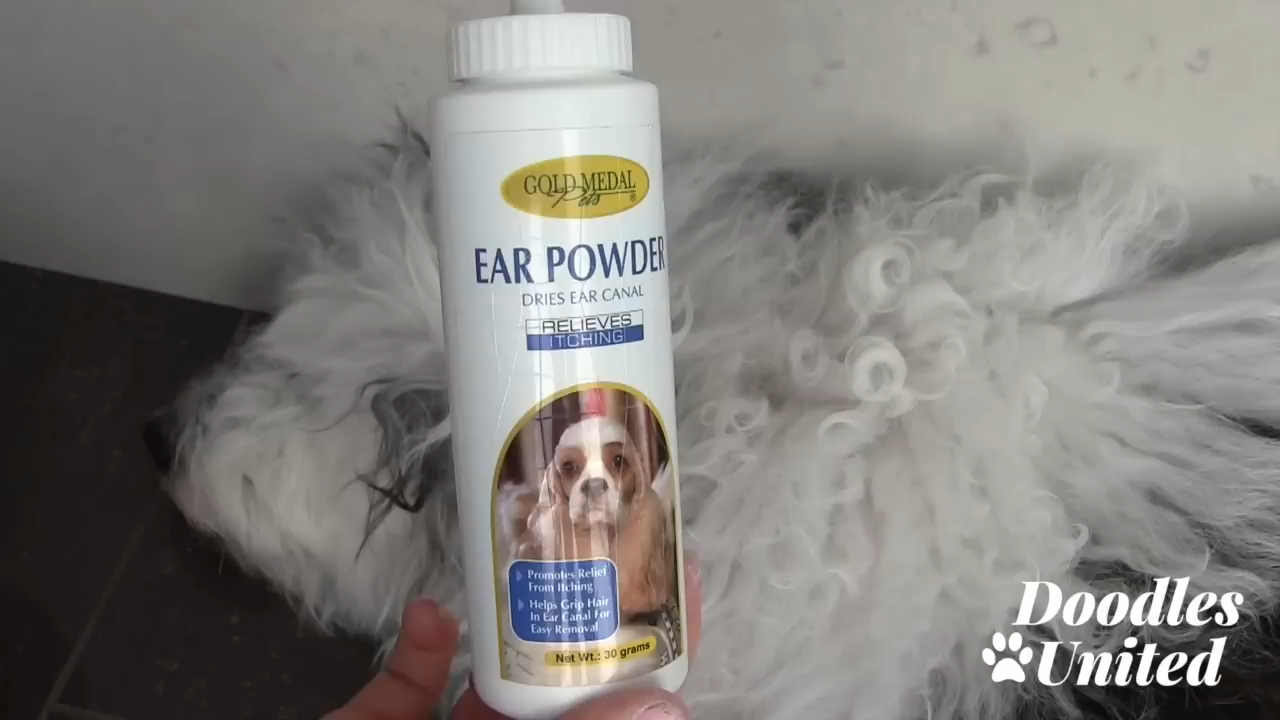 GOLD MEDAL
Pets®
EAR POWDER
DRIES EAR CANAL
RELIEVES
ITCHING
Promotes Relief
From Itching
Helps Grip Hair
In Ear Canal For
Easy Removal
Net Wt.: 30 grams
Doodles
United